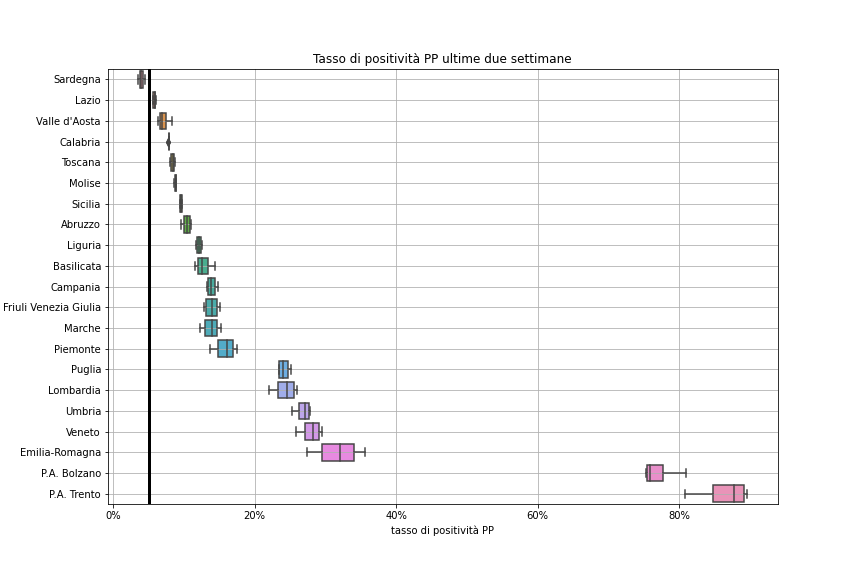 Tasso di positività PP ultime due settimane
Sardegna
Lazio
Valle d'Aosta
Calabria
Toscana
Molise
Sicilia
Abruzzo
Liguria
Basilicata
Campania
Friuli Venezia Giulia
Marche
Piemonte
Puglia
Lombardia
Umbria
Veneto
Emilia-Romagna
P.A. Bolzano
P.A. Trento
0% 20% 40% 60% 80%
tasso di positività PP